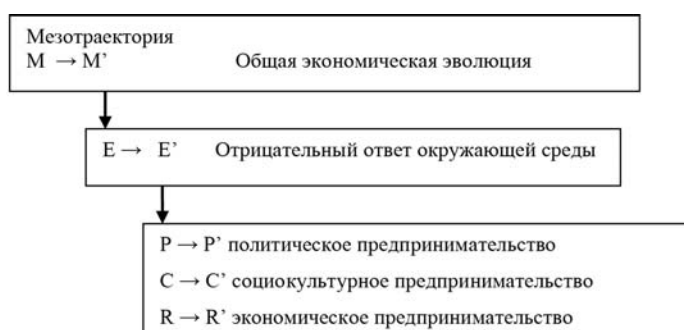 Мезотраектория
М → М’ Общая экономическая эволюция
Е → Е’ Отрицательный ответ окружающей среды
Р → Р’ политическое предпринимательство
С → С’ социокультурное предпринимательство
R → R’ экономическое предпринимательство